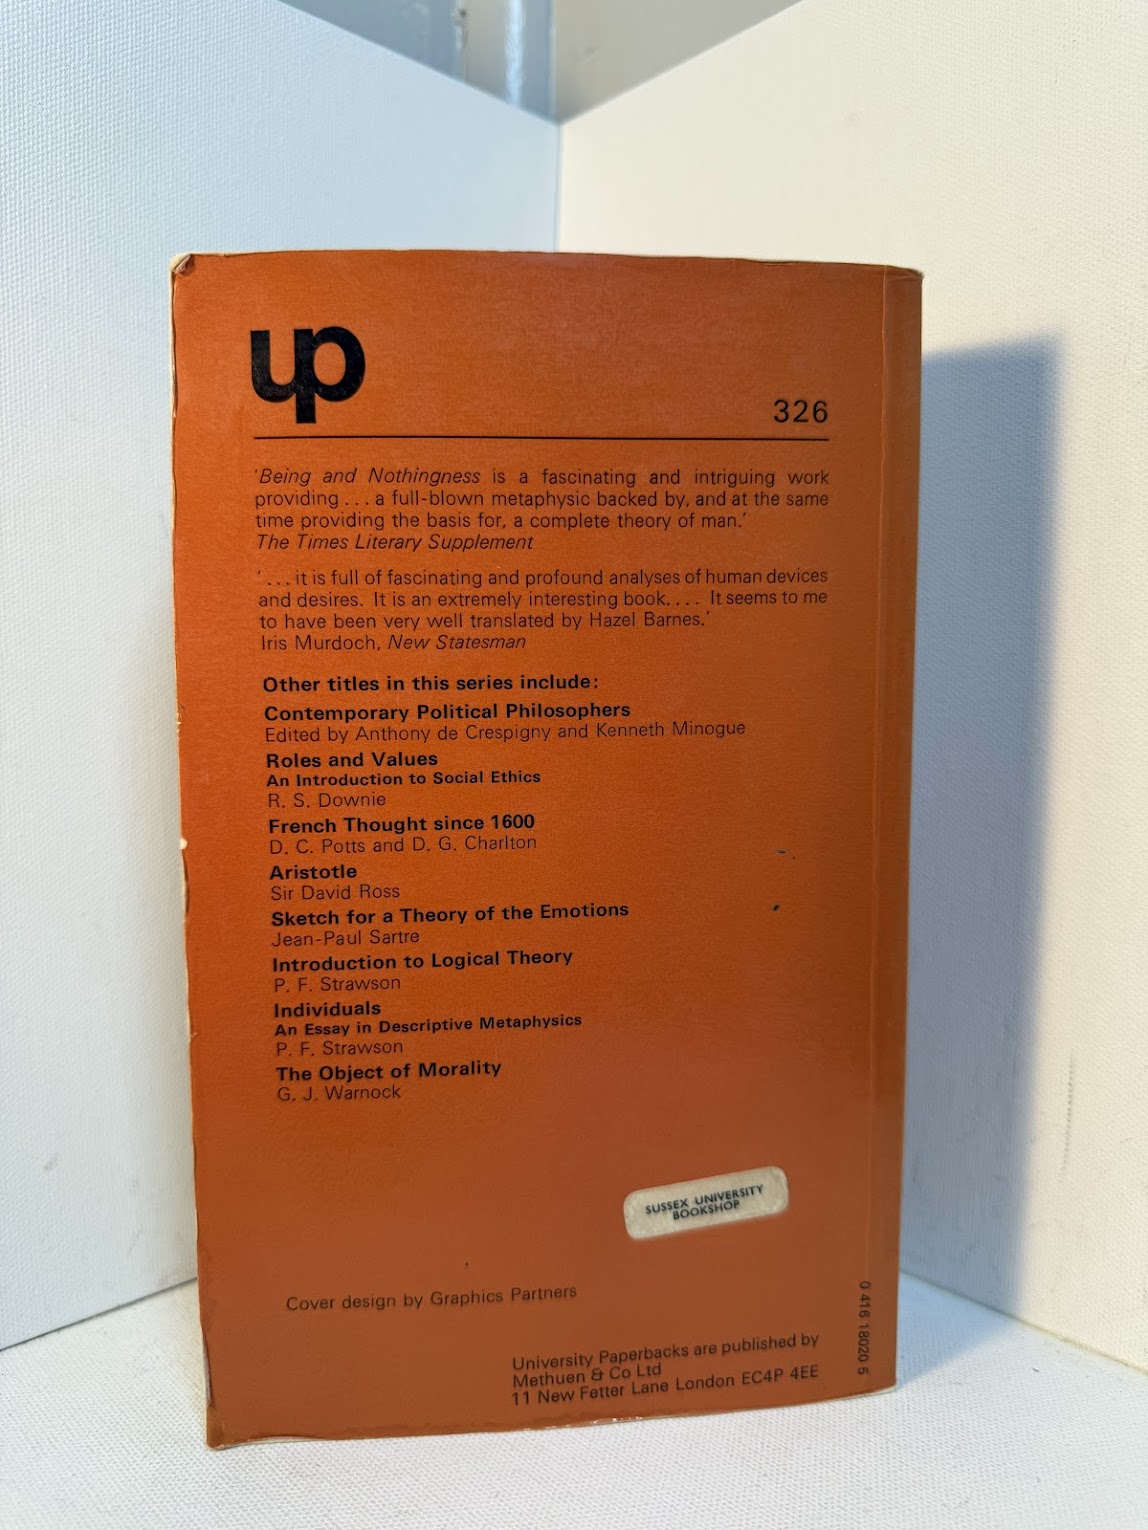 up
326
'Being and Nothingness is a fascinating and intriguing work
providing ... a full-blown metaphysic backed by, and at the same
time providing the basis for, a complete theory of man.'
The Times Literary Supplement
'... it is full of fascinating and profound analyses of human devices
and desires. It is an extremely interesting book.... It seems to me
to have been very well translated by Hazel Barnes.'
Iris Murdoch, New Statesman
Other titles in this series include:
Contemporary Political Philosophers
Edited by Anthony de Crespigny and Kenneth Minogue
Roles and Values
An Introduction to Social Ethics
R. S. Downie
French Thought since 1600
D. C. Potts and D. G. Charlton
Aristotle
Sir David Ross
Sketch for a Theory of the Emotions
Jean-Paul Sartre
Introduction to Logical Theory
P. F. Strawson
Individuals
An Essay in Descriptive Metaphysics
P. F. Strawson
The Object of Morality
G. J. Warnock
SUSSEX UNIVERSITY
BOOKSHOP
Cover design by Graphics Partners
University Paperbacks are published by
Methuen & Co Ltd
11 New Fetter Lane London EC4P 4EE
0 416 18020 5